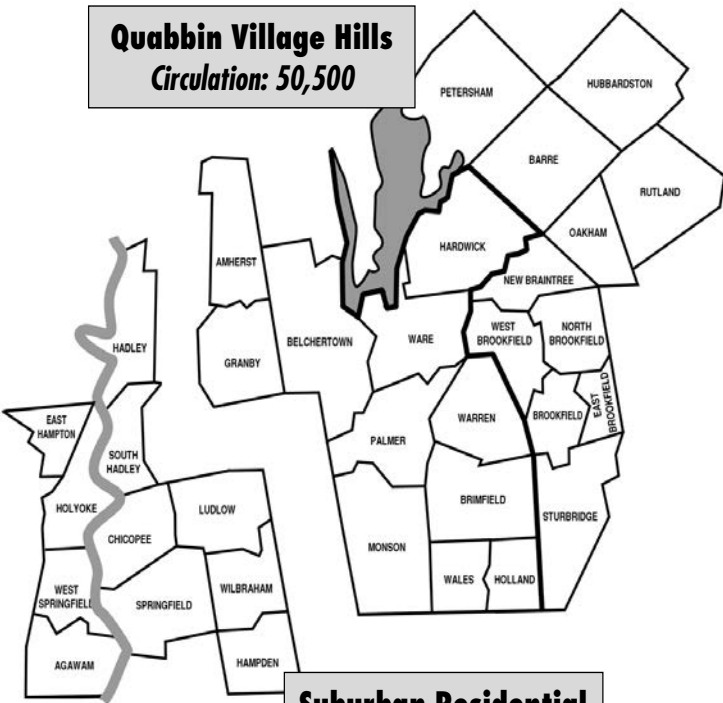 Quabbin Village Hills
Circulation: 50,500
PETERSHAM
HUBBARDSTON
BARRE
RUTLAND
OAKHAM
HARDWICK
NEW BRAINTREE
AMHERST
HADLEY
GRANBY
BELCHERTOWN
WARE
WEST
BROOKFIELD
NORTH
BROOKFIELD
EAST
BROOKFIELD
BROOKFIELD
WARREN
PALMER
EAST
HAMPTON
SOUTH
HADLEY
HOLYOKE
CHICOPEE
LUDLOW
BRIMFIELD
STURBRIDGE
MONSON
WALES
HOLLAND
WEST
SPRINGFIELD
SPRINGFIELD
WILBRAHAM
AGAWAM
HAMPDEN
Suburban Residential